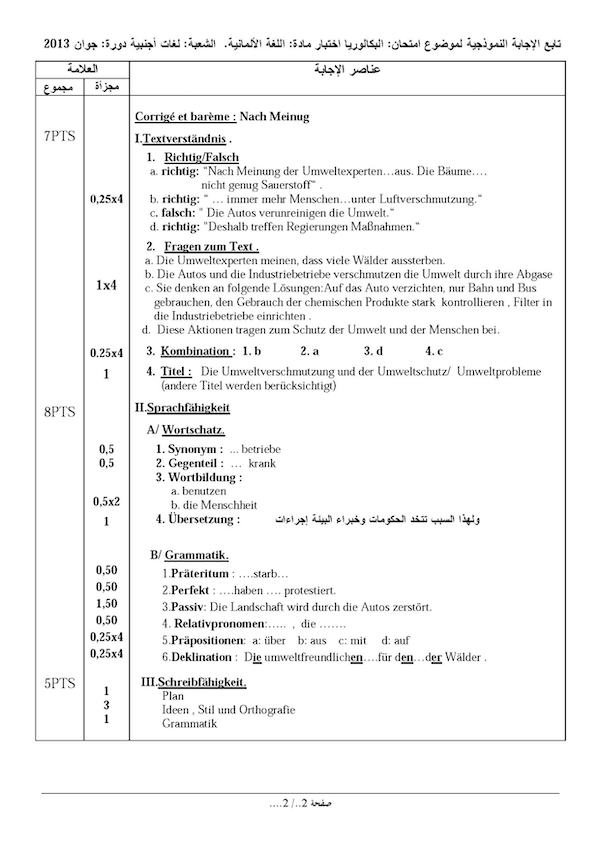 تابع الإجابة النموذجية لموضوع امتحان: البكالوريا اختبار مادة: اللغة الألمانية. الشعبة: لغات أجنبية دورة: جوان 2013
العلامة
عناصر الإجابة
مجموع
مجزأة
Corrigé et barème : Nach Meinug
7PTS
I.Textverständnis .
1. Richtig/Falsch
a. richtig: "Nach Meinung der Umweltexperten…aus. Die Bäume….
nicht genug Sauerstoff" .
0,25x4
b. richtig: " … immer mehr Menschen…unter Luftverschmutzung."
c. falsch: " Die Autos verunreinigen die Umwelt."
d. richtig: "Deshalb treffen Regierungen Maßnahmen."
2. Fragen zum Text .
a. Die Umweltexperten meinen, dass viele Wälder aussterben.
b. Die Autos und die Industriebetriebe verschmutzen die Umwelt durch ihre Abgase
1x4
c. Sie denken an folgende Lösungen:Auf das Auto verzichten, nur Bahn und Bus
gebrauchen, den Gebrauch der chemischen Produkte stark kontrollieren , Filter in
die Industriebetriebe einrichten .
d. Diese Aktionen tragen zum Schutz der Umwelt und der Menschen bei.
0.25x4
3. Kombination : 1. b 2. a 3. d 4. c
1
4. Titel : Die Umweltverschmutzung und der Umweltschutz/ Umweltprobleme
(andere Titel werden berücksichtigt)
8PTS
II.Sprachfähigkeit
A/ Wortschatz.
0,5
1. Synonym : ... betriebe
0,5
2. Gegenteil : … krank
3. Wortbildung :
a. benutzen
0,5x2
b. die Menschheit
1
4. Übersetzung : ولهذا السبب تتخد الحكومات وخبراء البيئة إجراءات
B/ Grammatik.
0,50
1.Präteritum : ….starb…
0,50
2.Perfekt : ….haben …. protestiert.
1,50
3.Passiv: Die Landschaft wird durch die Autos zerstört.
0,50
4. Relativpronomen:….. , die …….
0,25x4
5.Präpositionen: a: über b: aus c: mit d: auf
0,25x4
6.Deklination : Die umweltfreundlichen….für den…der Wälder .
5PTS
III.Schreibfähigkeit.
1
Plan
3
Ideen , Stil und Orthografie
1
Grammatik
صفحة 2../ 2....